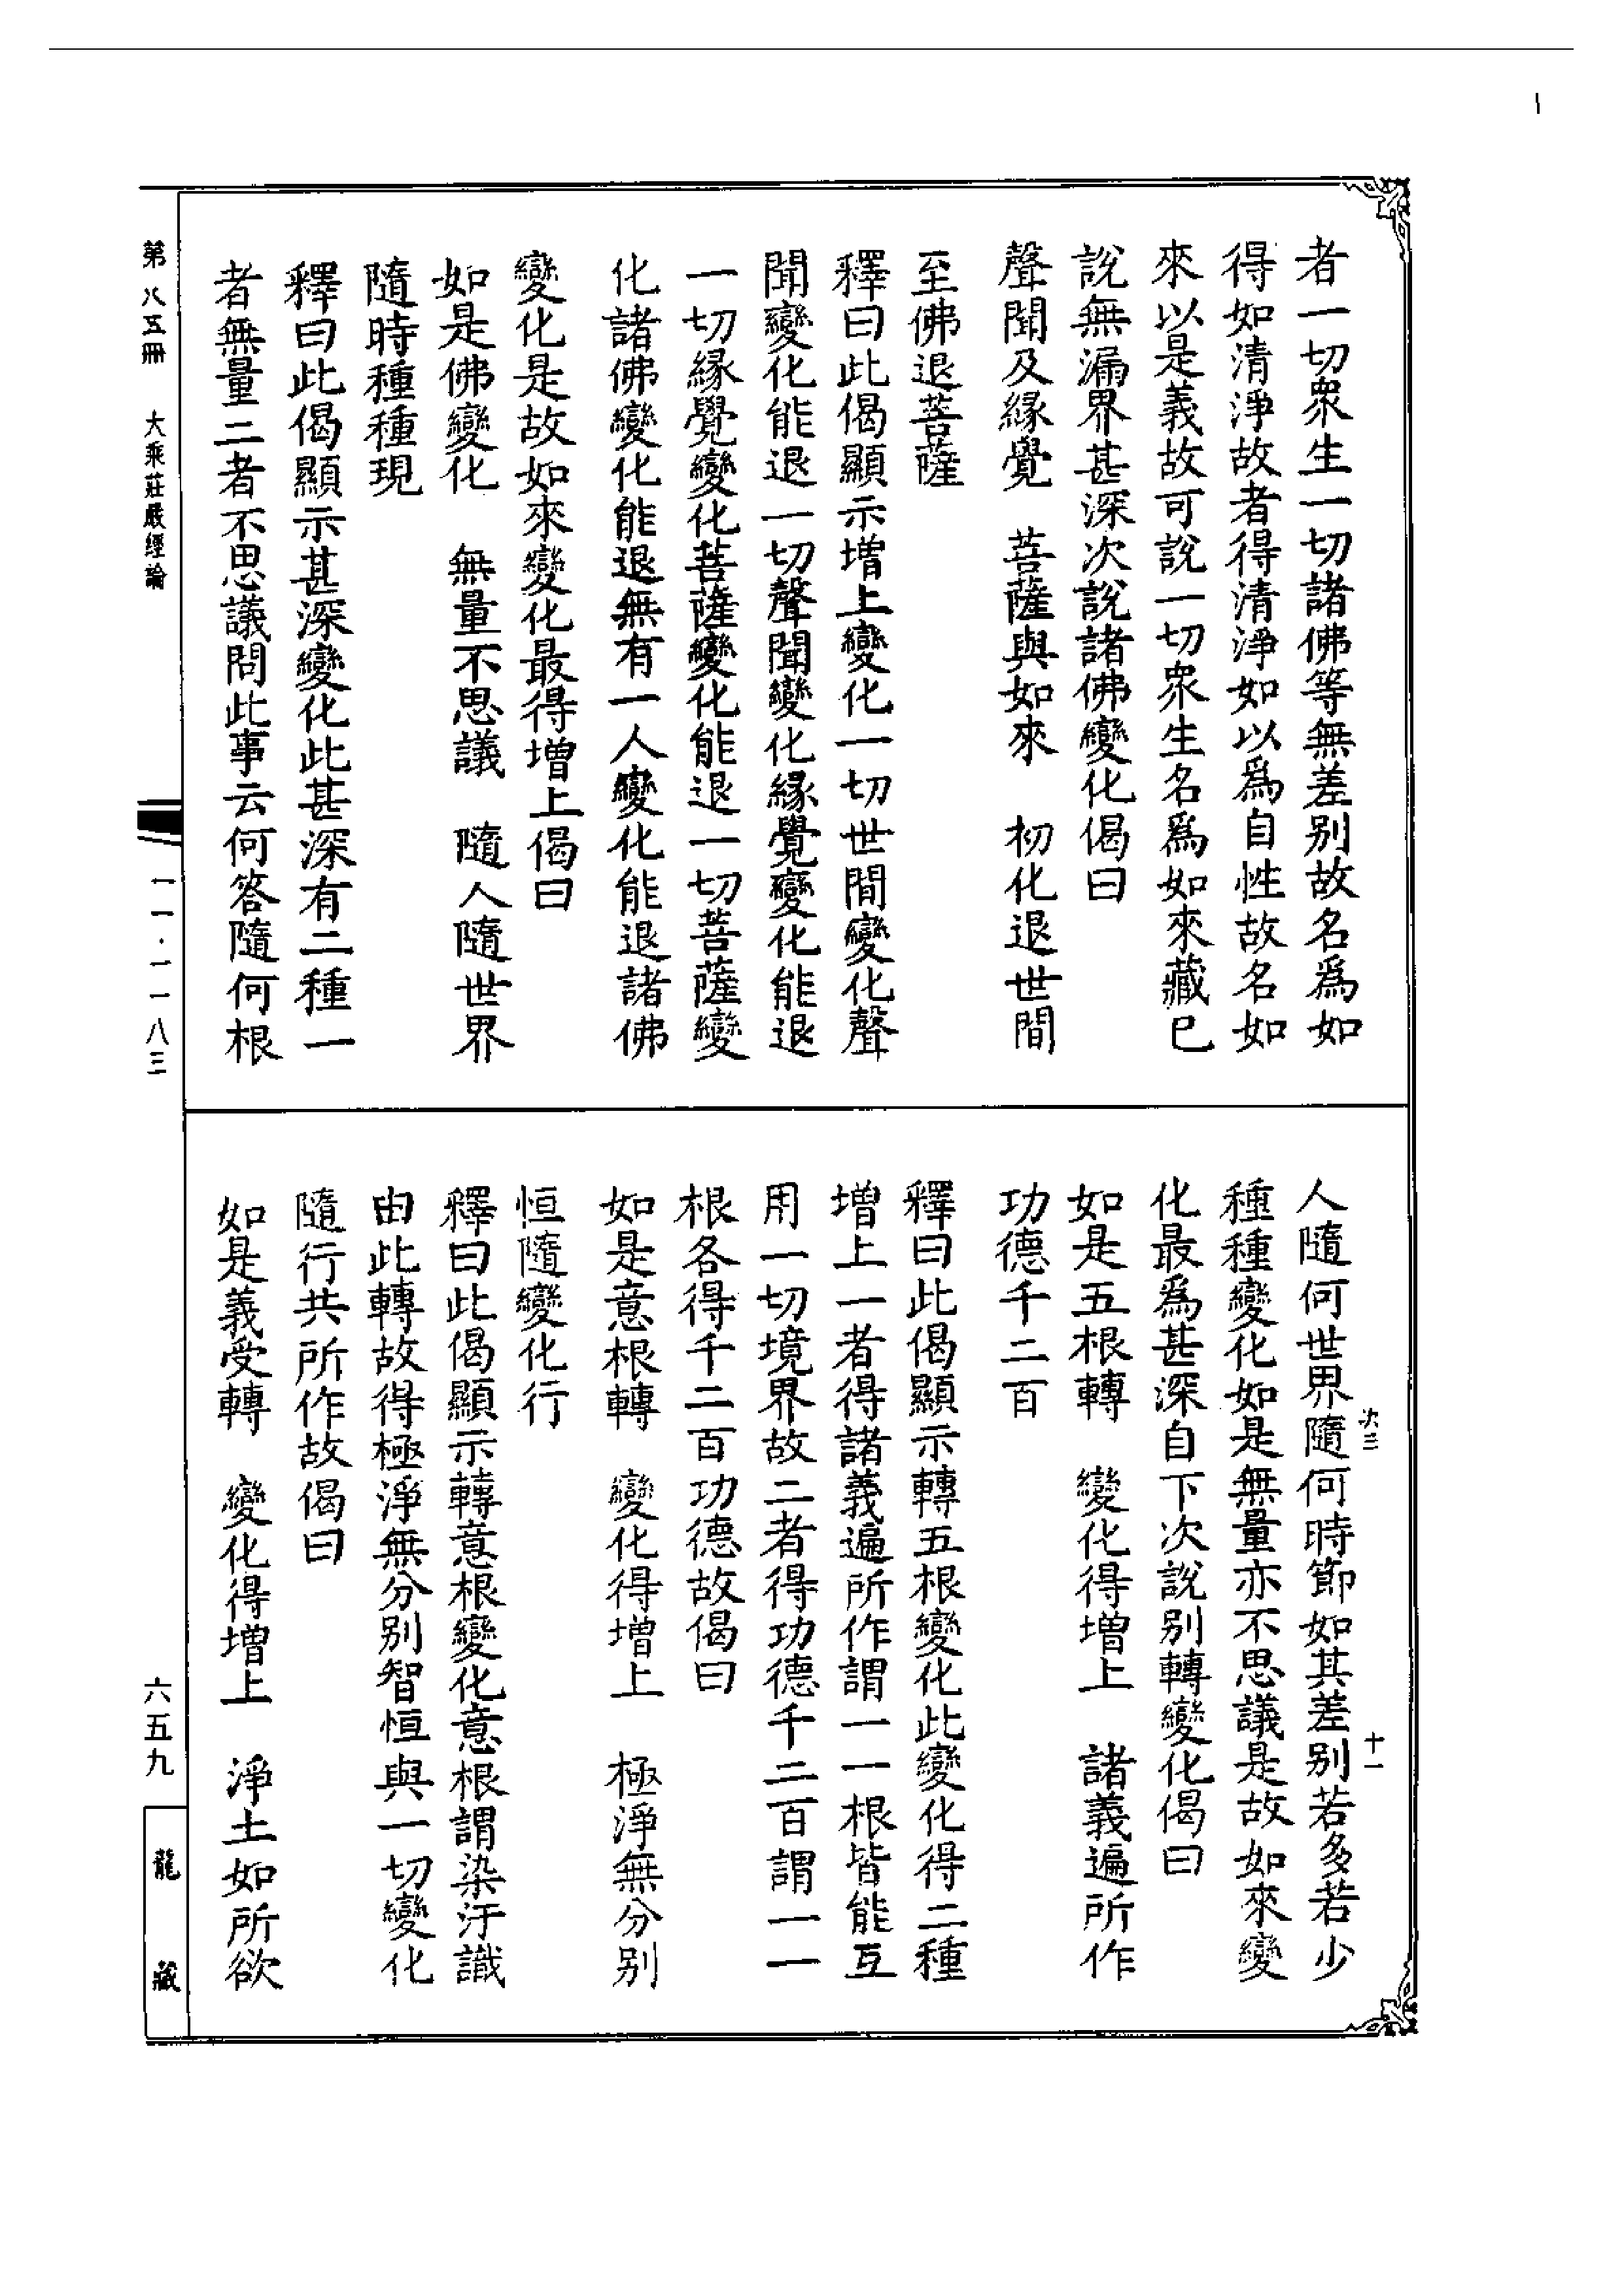 者一切衆生一切諸佛等無差别故名爲如
得如清淨故者得清淨如以爲自性故名如
來以是義故可說一切衆生名爲如來藏已
說無漏界甚深次說諸佛變化偈曰
聲聞及緣覺　菩薩與如來　初化退世間
至佛退菩薩
釋曰此偈顯示增上變化一切世間變化聲
聞變化能退一切聲聞變化緣覺變化能退
一切緣覺變化菩薩變化能退一切菩薩變
化諸佛變化能退無有一人變化能退諸佛
變化是故如來變化最得增上偈曰
如是佛變化　無量不思議　隨人隨世界
隨時種種現
釋曰此偈顯示甚深變化此甚深有二種一
者無量二者不思議問此事云何答隨何根
第八五冊　大乘莊嚴經論
一一·一一八三
次三
十一
人隨何世界隨何時節如其差别若多若少
種種變化如是無量亦不思議是故如來變
化最爲甚深自下次說别轉變化偈曰
如是五根轉　變化得增上　諸義遍所作
功德千二百
釋曰此偈顯示轉五根變化此變化得二種
增上一者得諸義遍所作謂一一根皆能互
用一切境界故二者得功德千二百謂一一
根各得千二百功德故偈曰
如是意根轉　變化得增上　極淨無分别
恒隨變化行
釋曰此偈顯示轉意根變化意根謂染汙識
由此轉故得極淨無分别智恒與一切變化
隨行共所作故偈曰
如是義受轉　變化得增上　淨土如所欲
六五九
龍藏